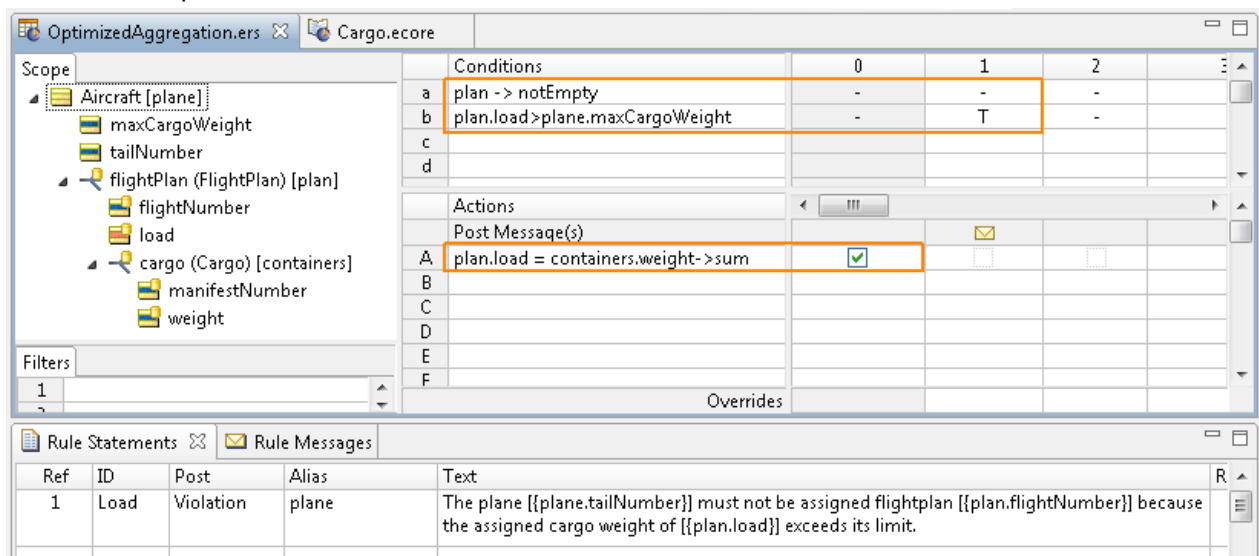 OptimizedAggregation.ers
Cargo.ecore
Scope
Aircraft [plane]
maxCargoWeight
tailNumber
flightPlan (FlightPlan) [plan]
flightNumber
load
cargo (Cargo) [containers]
manifestNumber
weight
Filters
1
Conditions 0 1 2
a plan -> notEmpty - - -
b plan.load>plane.maxCargoWeight - T -
c
d
Actions
Post Message(s)
A plan.load = containers.weight->sum
B
C
D
E
F
Overrides
Rule Statements Rule Messages
Ref ID Post Alias Text R
1 Load Violation plane The plane [{plane.tailNumber}] must not be assigned flightplan [{plan.flightNumber}] because
the assigned cargo weight of [{plan.load}] exceeds its limit.